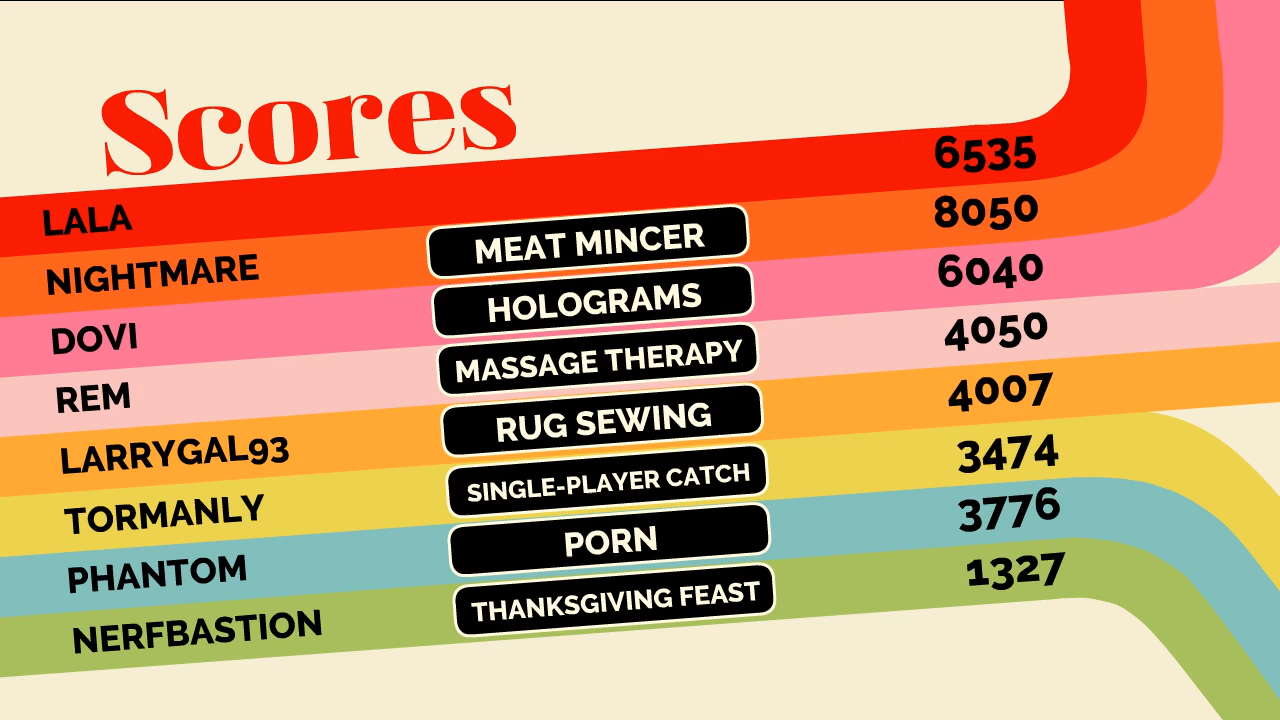 Scores
LALA 6535
NIGHTMARE MEAT MINCER 8050
DOVI HOLOGRAMS 6040
REM MASSAGE THERAPY 4050
LARRYGAL93 RUG SEWING 4007
TORMANLY SINGLE-PLAYER CATCH 3474
PHANTOM PORN 3776
NERFBASTION THANKSGIVING FEAST 1327